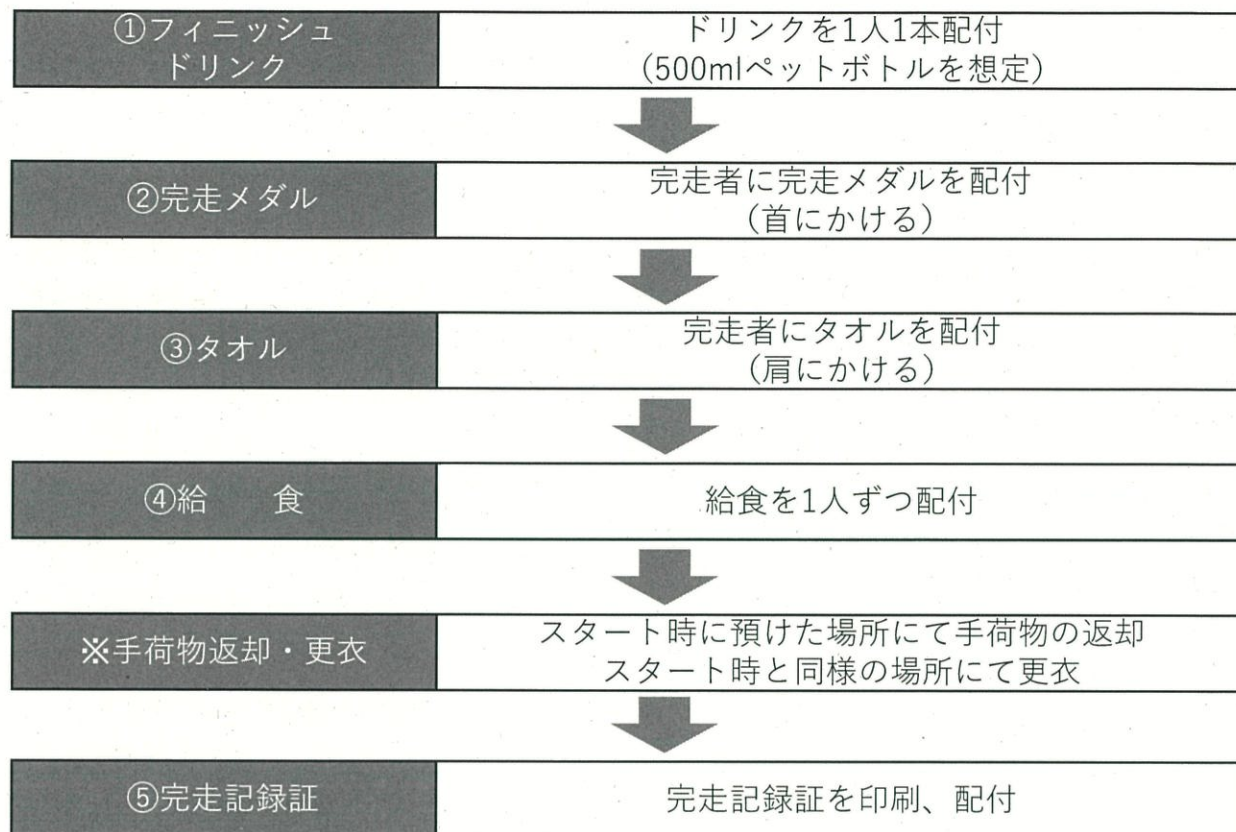 ①フィニッシュ
ドリンク
ドリンクを1人1本配付
(500mlペットボトルを想定)
②完走メダル
完走者に完走メダルを配付
(首にかける)
③タオル
完走者にタオルを配付
(肩にかける)
④給　　食
給食を1人ずつ配付
※手荷物返却・更衣
スタート時に預けた場所にて手荷物の返却
スタート時と同様の場所にて更衣
⑤完走記録証
完走記録証を印刷、配付